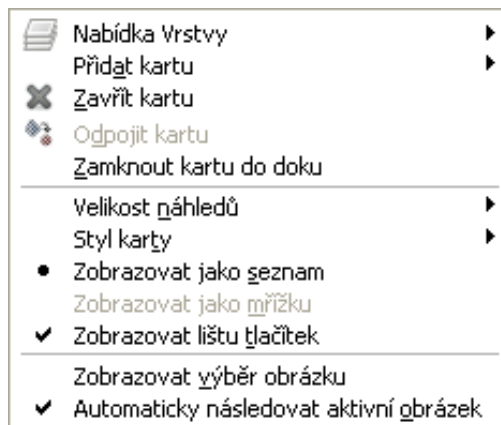 Nabídka Vrstvy
Přidat kartu
Zavřít kartu
Odpojit kartu
Zamknout kartu do doku
Velikost náhledů
Styl karty
Zobrazovat jako seznam
Zobrazovat jako mřížku
Zobrazovat lištu tlačítek
Zobrazovat výběr obrázku
Automaticky následovat aktivní obrázek